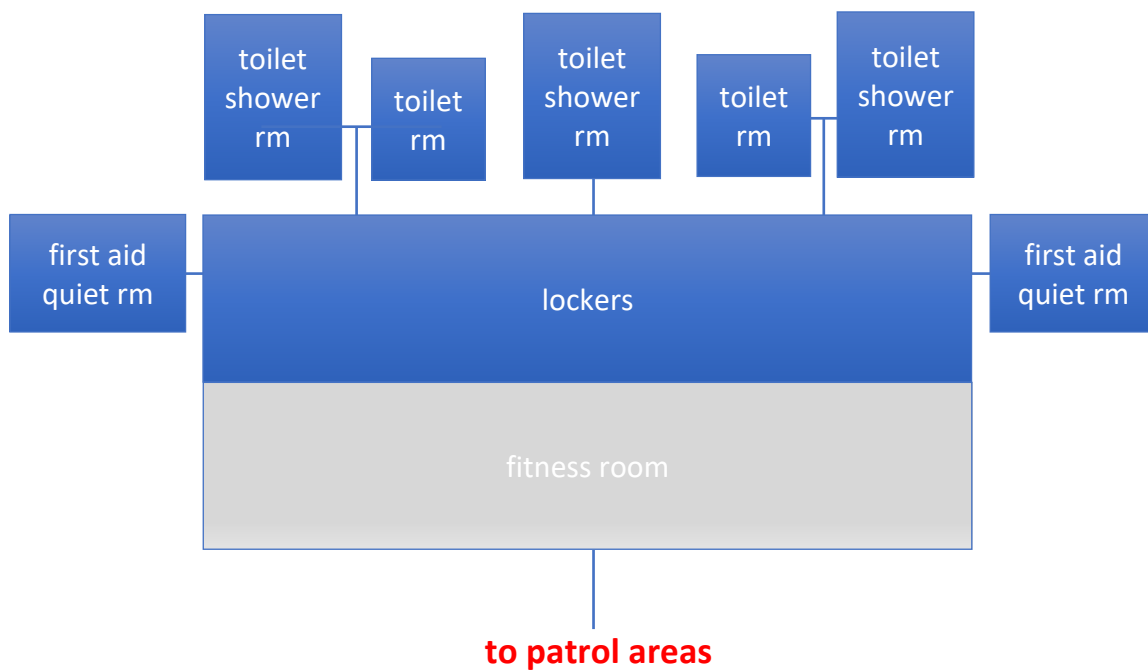 toilet
shower
rm
toilet
rm
toilet
shower
rm
toilet
rm
toilet
shower
rm
first aid
quiet rm
lockers
first aid
quiet rm
fitness room
to patrol areas